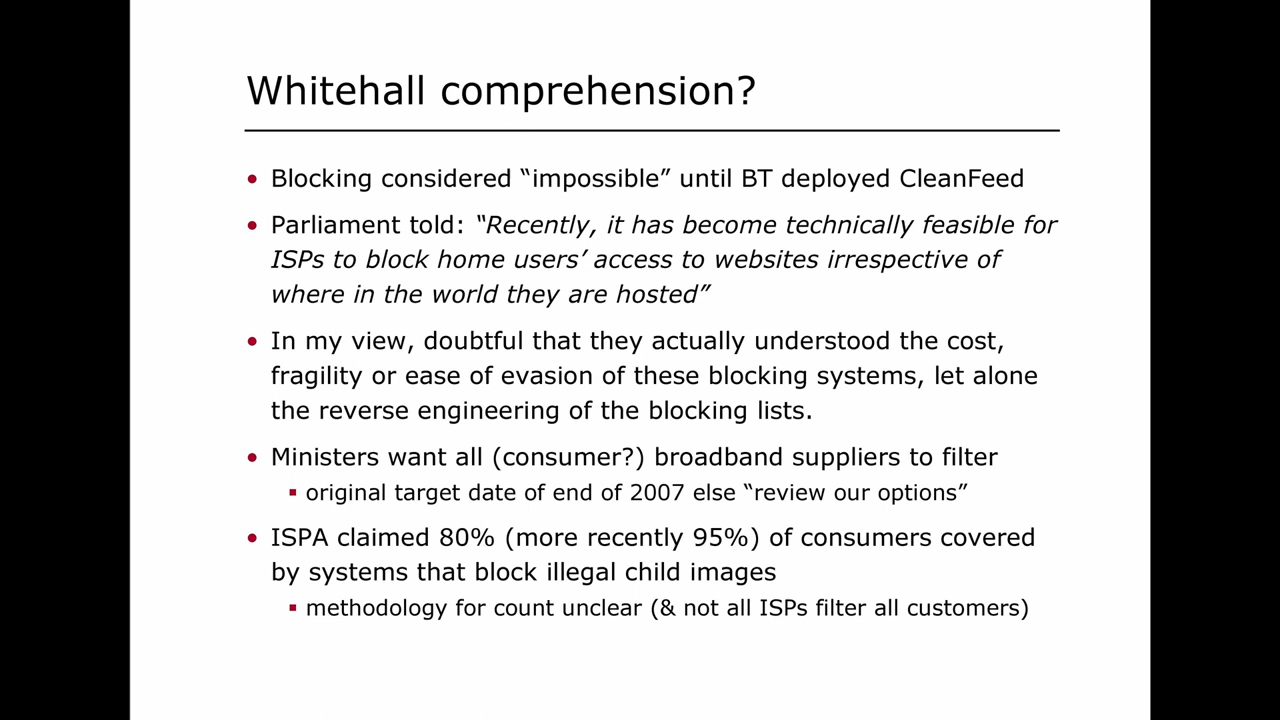 Whitehall comprehension?
• Blocking considered “impossible” until BT deployed CleanFeed
• Parliament told: “Recently, it has become technically feasible for
ISPs to block home users’ access to websites irrespective of
where in the world they are hosted”
• In my view, doubtful that they actually understood the cost,
fragility or ease of evasion of these blocking systems, let alone
the reverse engineering of the blocking lists.
• Ministers want all (consumer?) broadband suppliers to filter
▪ original target date of end of 2007 else “review our options”
• ISPA claimed 80% (more recently 95%) of consumers covered
by systems that block illegal child images
▪ methodology for count unclear (& not all ISPs filter all customers)